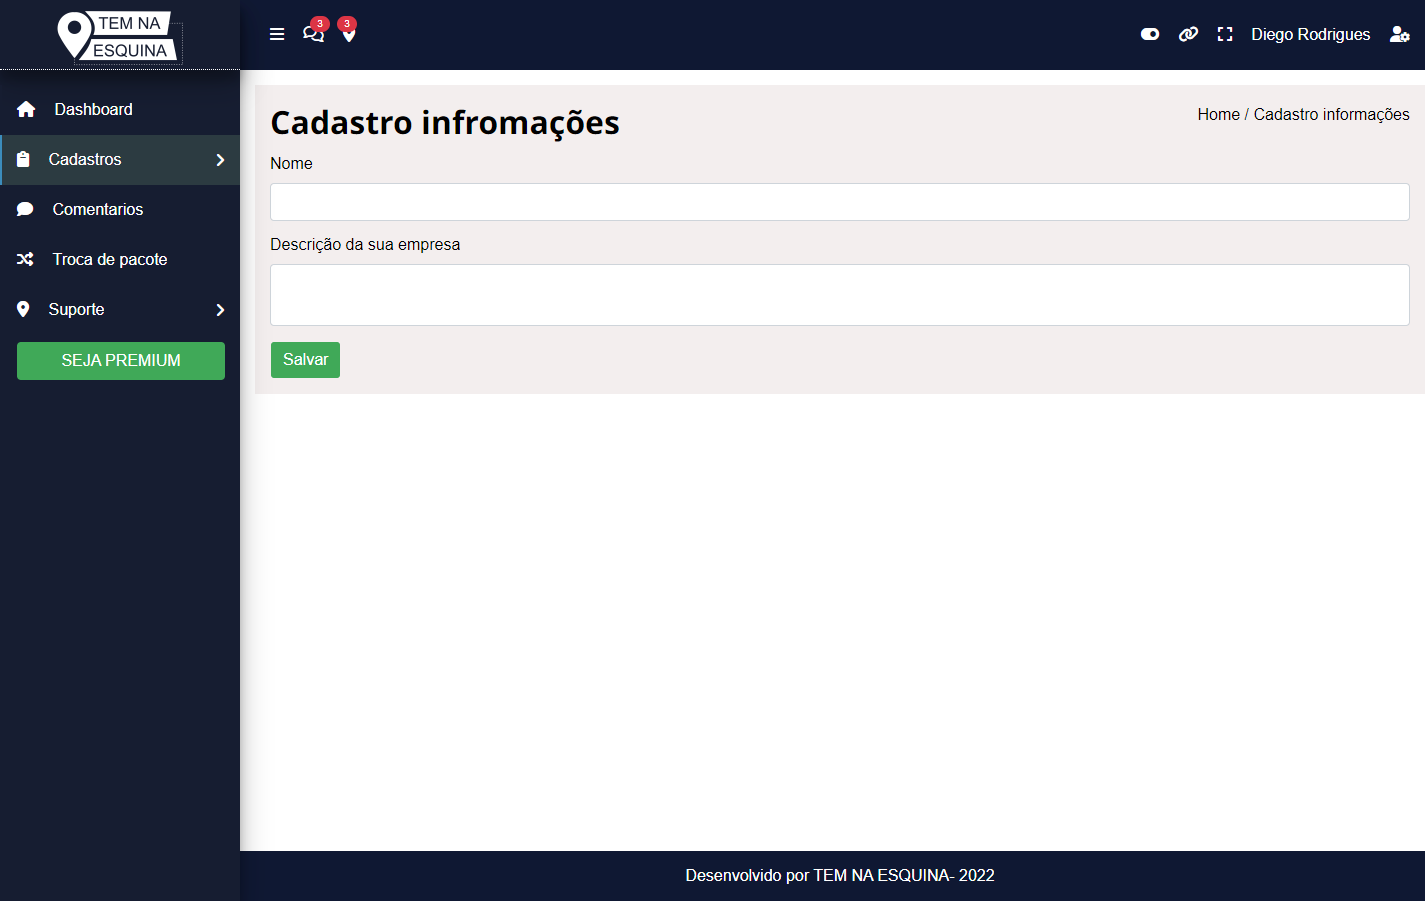 TEM NA
ESQUINA
3
3
Diego Rodrigues
Dashboard
Cadastros
Comentarios
Troca de pacote
Suporte
SEJA PREMIUM
Cadastro infromações
Home / Cadastro informações
Nome
Descrição da sua empresa
Salvar
Desenvolvido por TEM NA ESQUINA- 2022